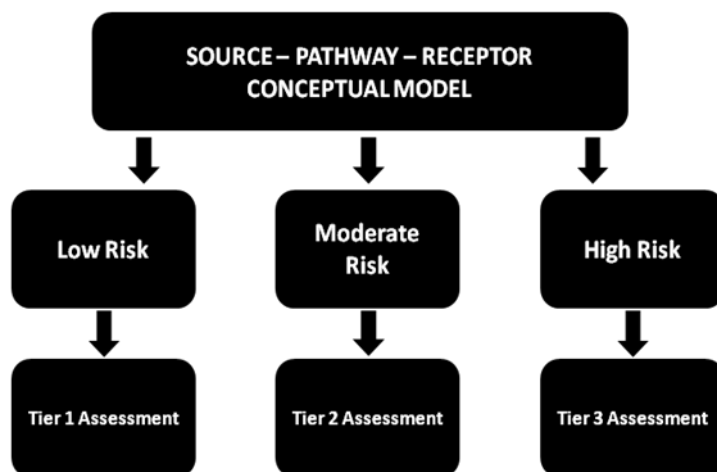 SOURCE – PATHWAY – RECEPTOR
CONCEPTUAL MODEL
Low Risk
Moderate
Risk
High Risk
Tier 1 Assessment
Tier 2 Assessment
Tier 3 Assessment